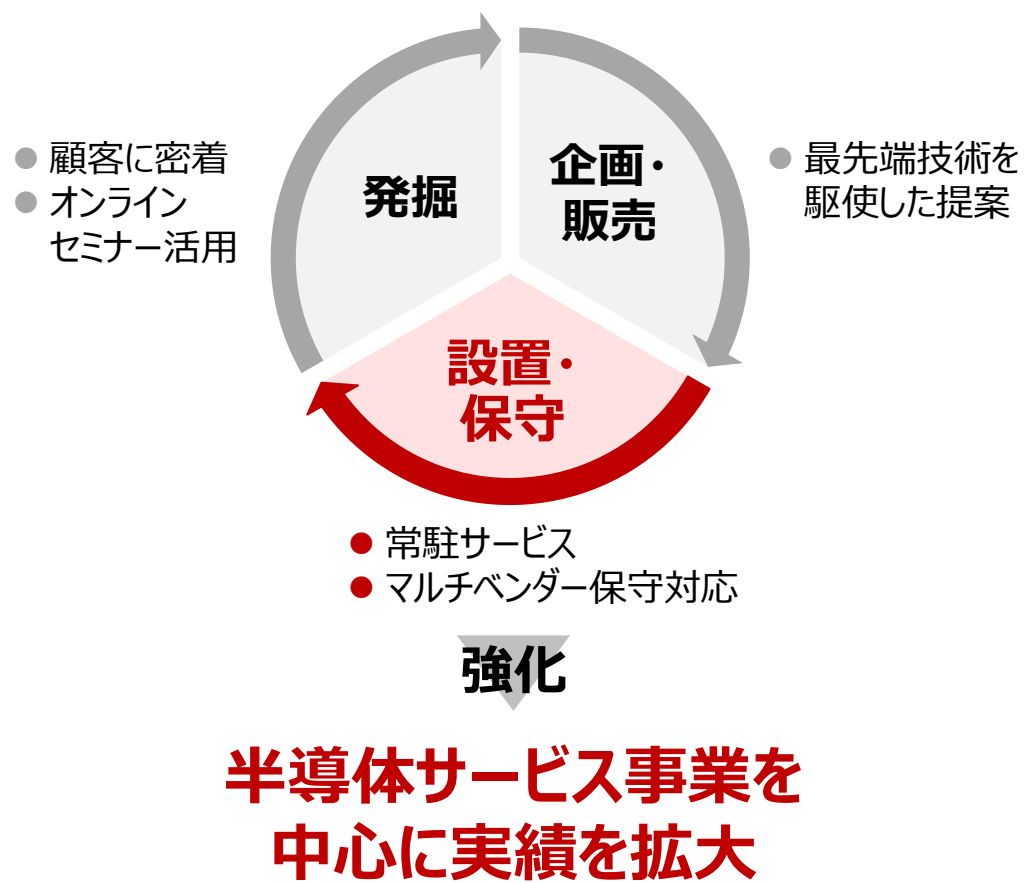 発掘
● 顧客に密着
● オンライン
セミナー活用
企画・
販売
● 最先端技術を
駆使した提案
設置・
保守
● 常駐サービス
● マルチベンダー保守対応
強化
半導体サービス事業を
中心に実績を拡大